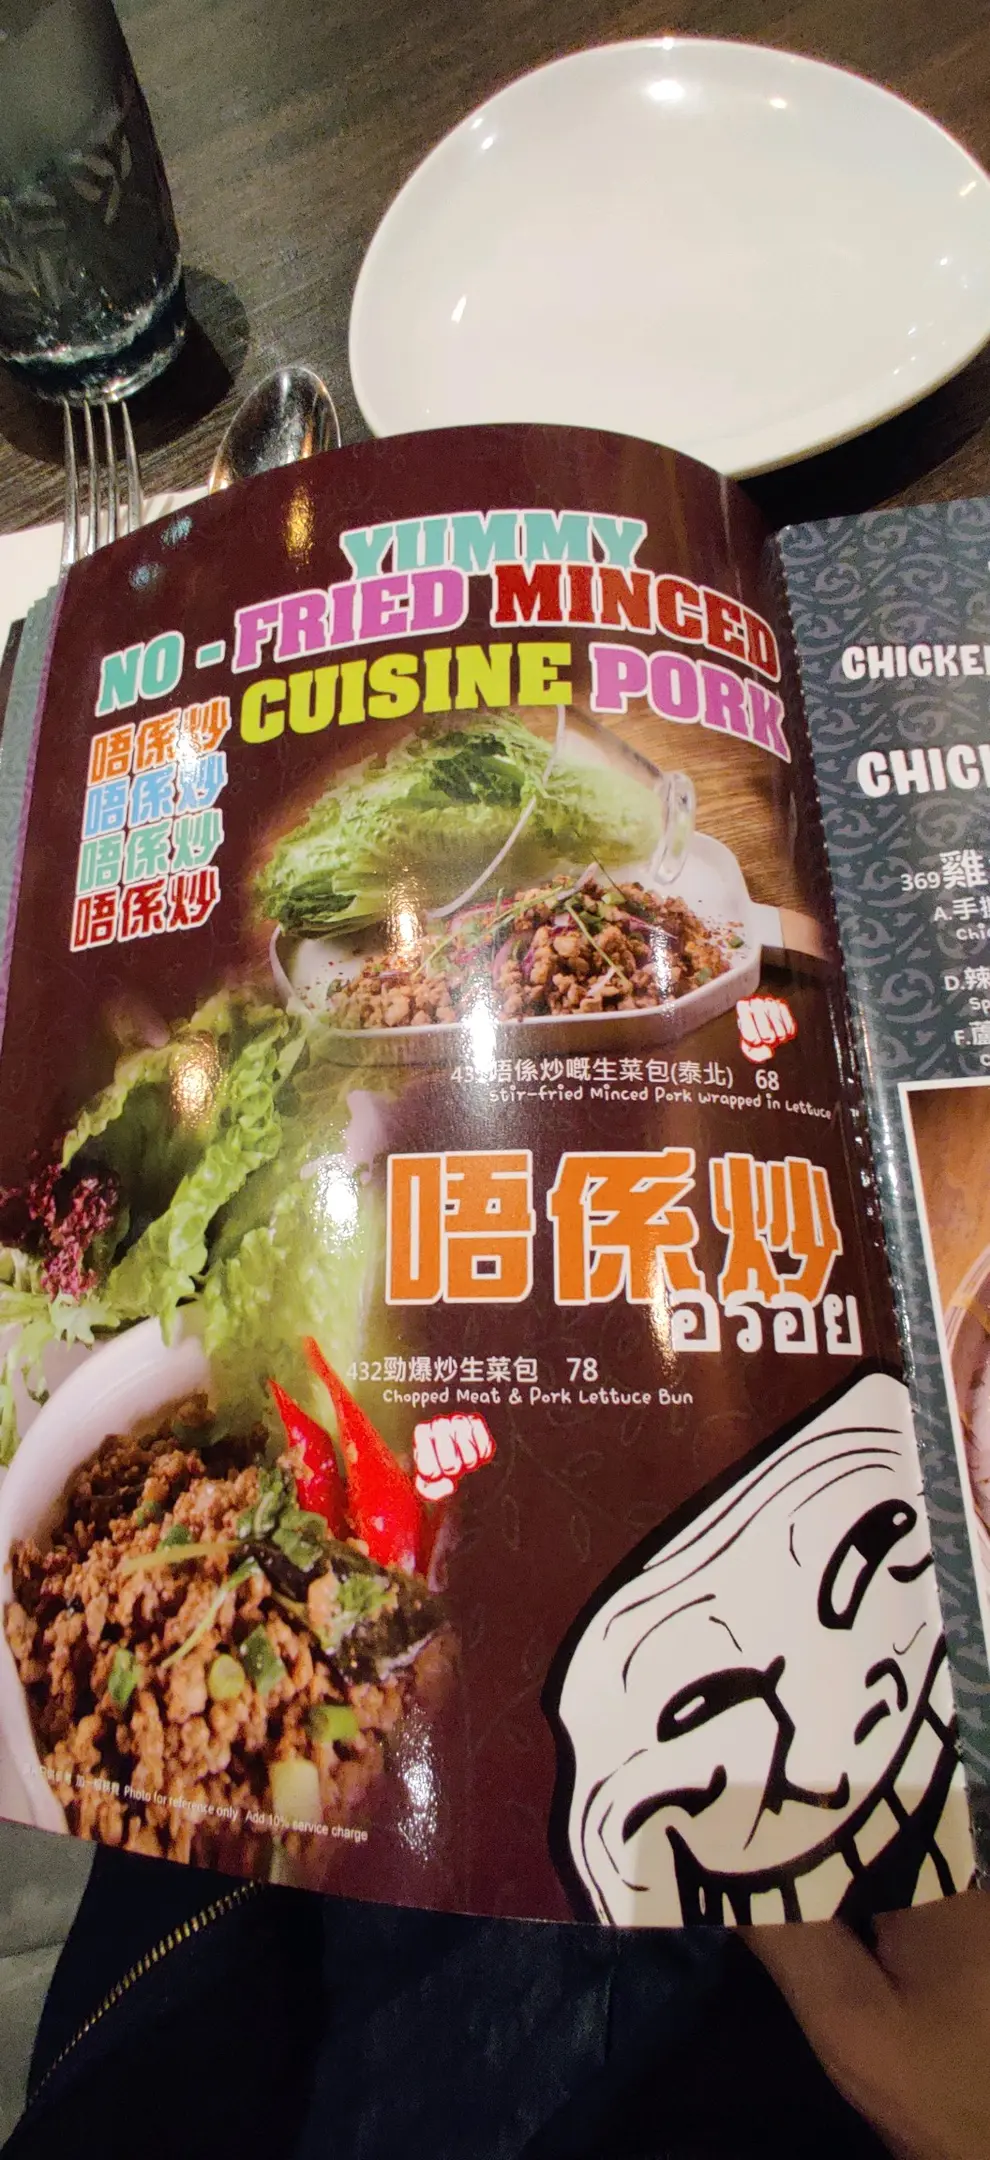 YUMMY
NO - FRIED MINCED
CUISINE PORK
唔係炒
唔係炒
唔係炒
唔係炒
唔係炒嘅生菜包(泰北) 68
Stir-fried Minced Pork wrapped in Lettuce
唔係炒
อร่อย
432勁爆炒生菜包 78
Chopped Meat & Pork Lettuce Bun
Photo for reference only Add 10% service charge
CHICKEN
CHIC
369雞
A.手
D.辣
F.蘆